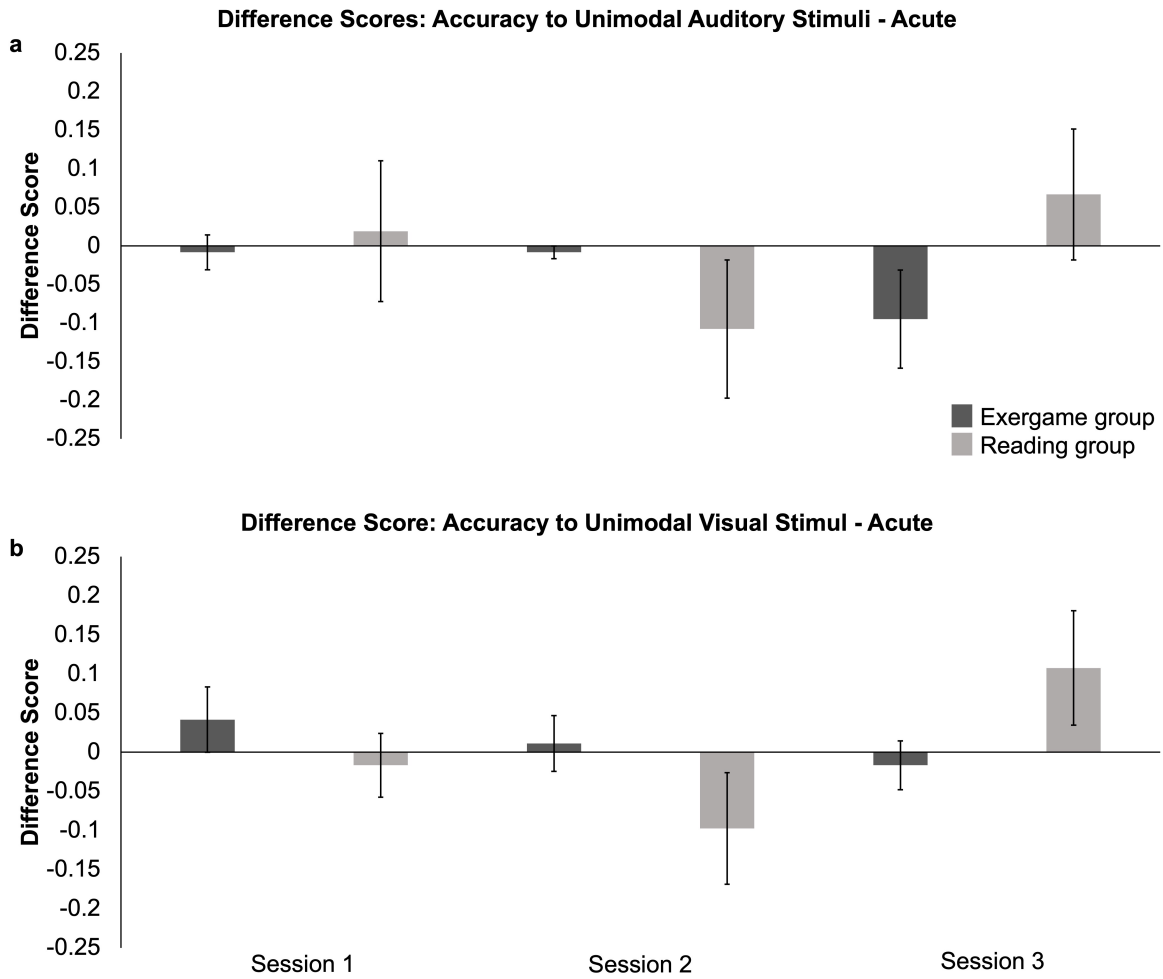 Difference Scores: Accuracy to Unimodal Auditory Stimuli - Acute
a
0.25
0.2
0.15
0.1
0.05
0
-0.05
-0.1
-0.15
-0.2
-0.25
Difference Score
Exergame group
Reading group
Difference Score: Accuracy to Unimodal Visual Stimul - Acute
b
0.25
0.2
0.15
0.1
0.05
0
-0.05
-0.1
-0.15
-0.2
-0.25
Difference Score
Session 1
Session 2
Session 3